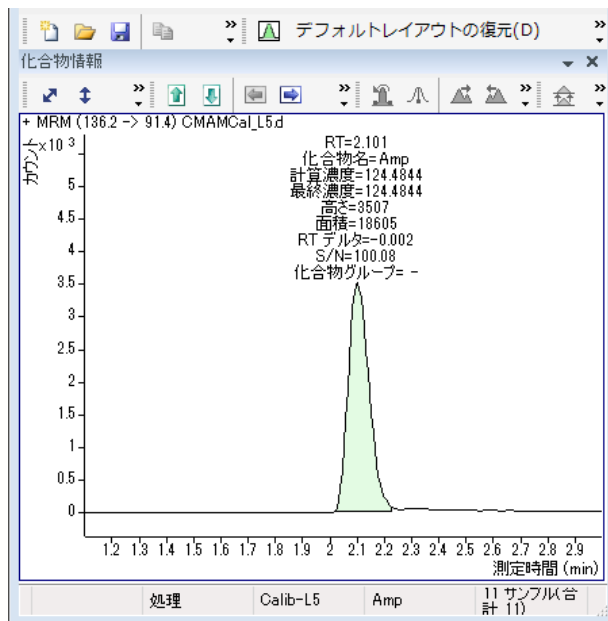 デフォルトレイアウトの復元(D)
化合物情報
+ MRM (136.2 -> 91.4) CMAMCal_L5.d
カウント
x10 3
RT=2.101
化合物名=Amp
計算濃度=124.4844
最終濃度=124.4844
高さ=3507
面積=18605
RT デルタ=-0.002
S/N=100.08
化合物グループ= -
5
4.5
4
3.5
3
2.5
2
1.5
1
0.5
0
1.2 1.3 1.4 1.5 1.6 1.7 1.8 1.9 2 2.1 2.2 2.3 2.4 2.5 2.6 2.7 2.8 2.9
測定時間 (min)
処理 Calib-L5 Amp 11 サンプル(合
計 11)